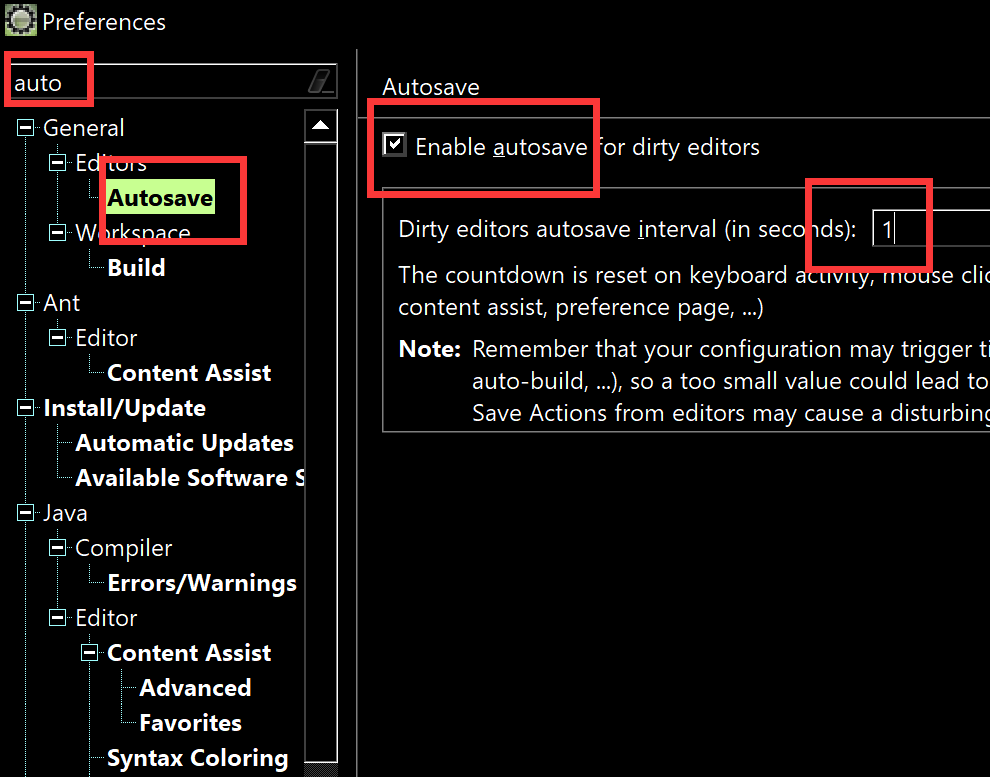 Preferences
auto
General
Editors
Autosave
Workspace
Build
Ant
Editor
Content Assist
Install/Update
Automatic Updates
Available Software S
Java
Compiler
Errors/Warnings
Editor
Content Assist
Advanced
Favorites
Syntax Coloring
Autosave
Enable autosave for dirty editors
Dirty editors autosave interval (in seconds): 1
The countdown is reset on keyboard activity, mouse clic
content assist, preference page, ...)
Note: Remember that your configuration may trigger ti
auto-build, ...), so a too small value could lead to
Save Actions from editors may cause a disturbing